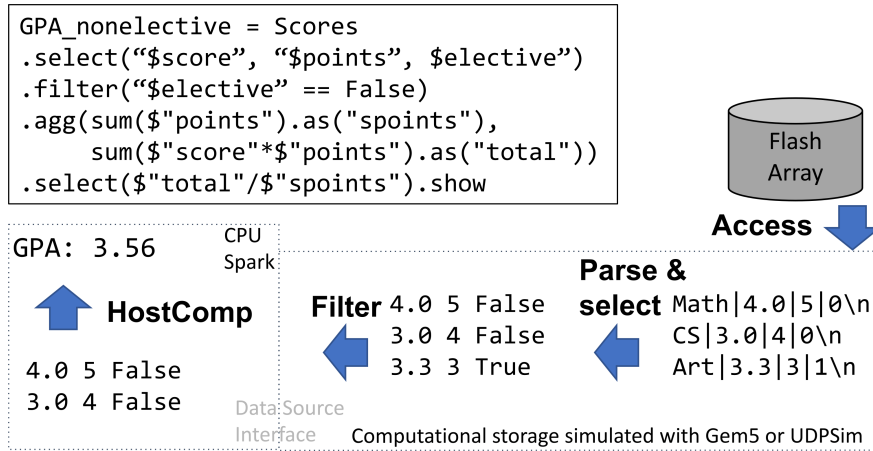 GPA_nonelective = Scores
.select(“$score”, “$points”, $elective”)
.filter(“$elective” == False)
.agg(sum($"points").as("spoints"),
sum($"score"*$"points").as("total"))
.select($"total"/$"spoints").show
Flash
Array
Access
GPA: 3.56
CPU
Spark
HostComp
4.0 5 False
3.0 4 False
Data Source
Interface
Filter
4.0 5 False
3.0 4 False
3.3 3 True
Parse &
select
Math|4.0|5|0\n
CS|3.0|4|0\n
Art|3.3|3|1\n
Computational storage simulated with Gem5 or UDPSim